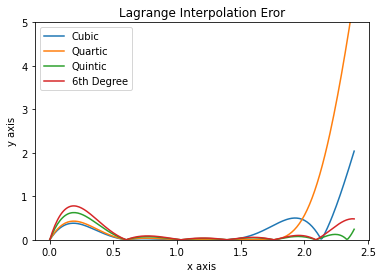 Lagrange Interpolation Eror
Cubic
Quartic
Quintic
6th Degree
y axis
5
4
3
2
1
0
0.0 0.5 1.0 1.5 2.0 2.5
x axis